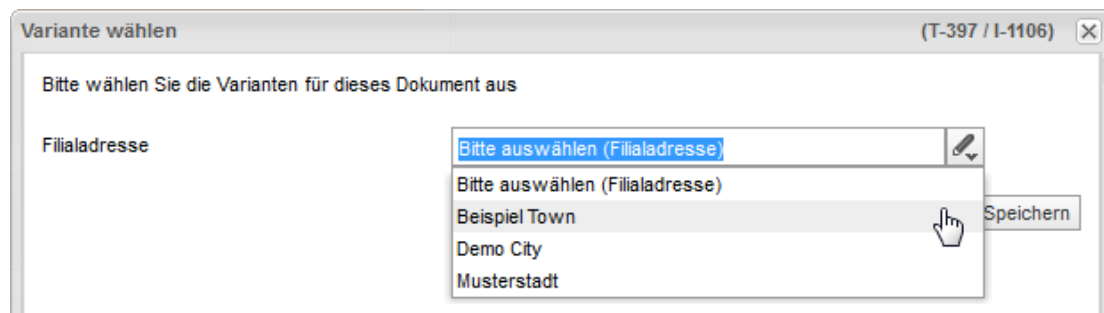 Variante wählen (T-397 / I-1106)
Bitte wählen Sie die Varianten für dieses Dokument aus
Filialadresse Bitte auswählen (Filialadresse)
Bitte auswählen (Filialadresse)
Beispiel Town Speichern
Demo City
Musterstadt